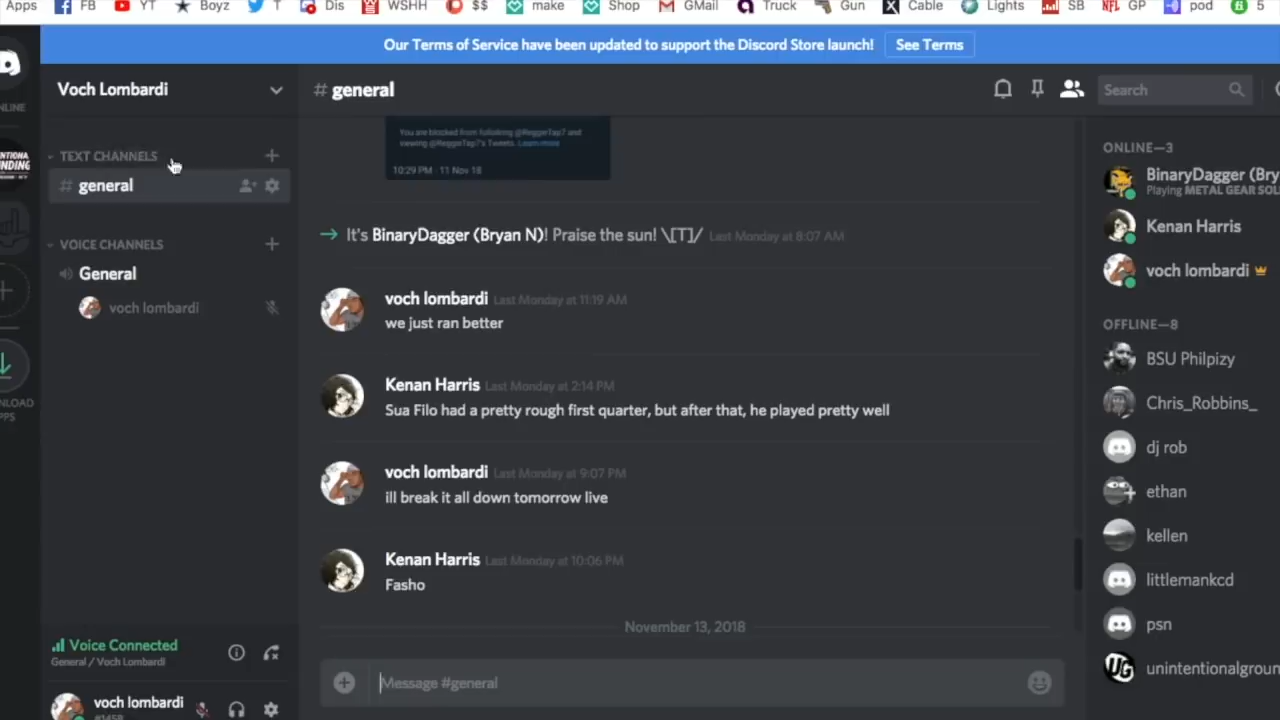 Apps FB YT Boyz T Dis WSHH $$ make Shop GMail Truck Gun Cable Lights SB GP pod 5
Our Terms of Service have been updated to support the Discord Store launch! See Terms
Voch Lombardi
# general
Search
TEXT CHANNELS
# general
VOICE CHANNELS
General
voch lombardi
Voice Connected
General / Voch Lombardi
voch lombardi
#1458
You are blocked from following @ReggerTap7 and
viewing @ReggerTap7's Tweets. Learn more
10:29 PM - 11 Nov 18
It's BinaryDagger (Bryan N)! Praise the sun! \[T]/ Last Monday at 8:07 AM
voch lombardi Last Monday at 11:19 AM
we just ran better
Kenan Harris Last Monday at 2:14 PM
Sua Filo had a pretty rough first quarter, but after that, he played pretty well
voch lombardi Last Monday at 9:07 PM
ill break it all down tomorrow live
Kenan Harris Last Monday at 10:06 PM
Fasho
November 13, 2018
Message #general
ONLINE—3
BinaryDagger (Bry
Playing METAL GEAR SOL
Kenan Harris
voch lombardi
OFFLINE—8
BSU Philpizy
Chris_Robbins_
dj rob
ethan
kellen
littlemankcd
psn
unintentionalgroun